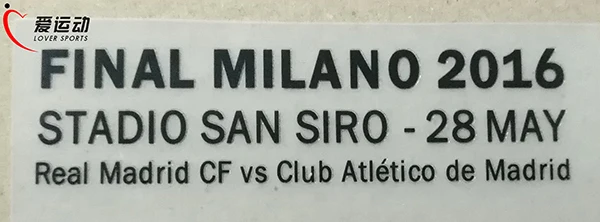 爱运动
LOVER SPORTS
FINAL MILANO 2016
STADIO SAN SIRO - 28 MAY
Real Madrid CF vs Club Atlético de Madrid